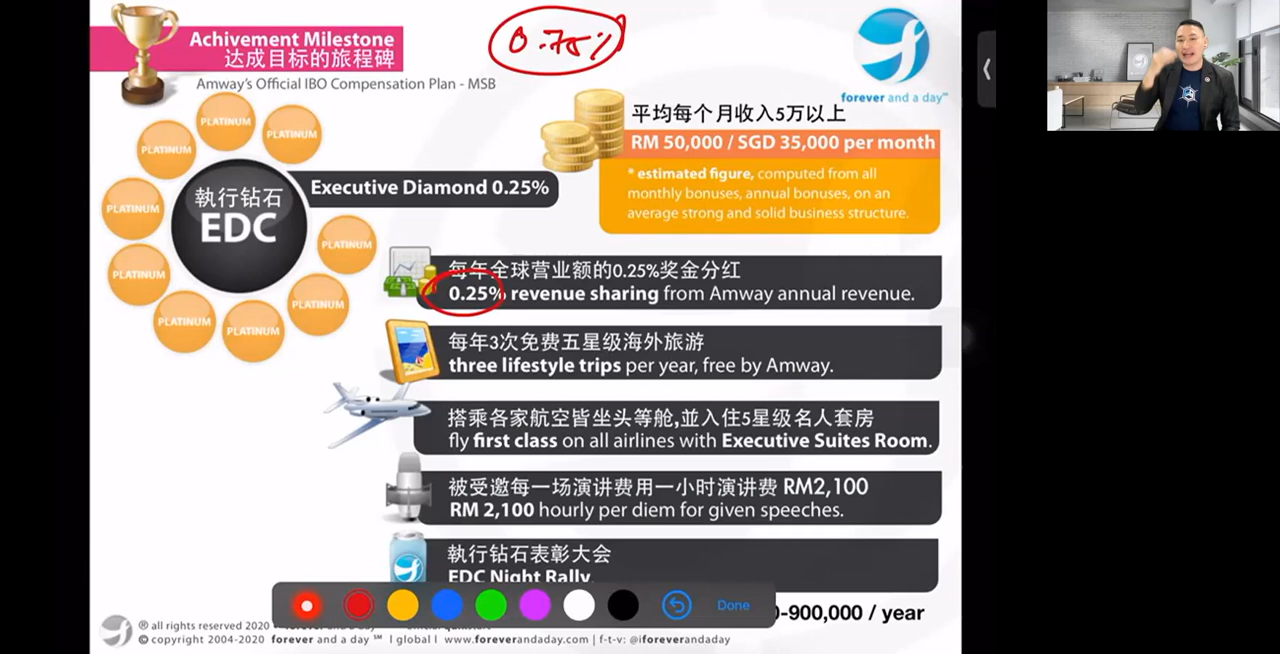 Achivement Milestone
达成目标的旅程碑
Amway's Official IBO Compensation Plan - MSB
0.75%
forever and a day℠
PLATINUM
PLATINUM
PLATINUM
PLATINUM
PLATINUM
PLATINUM
PLATINUM
PLATINUM
PLATINUM
執行钻石
EDC
Executive Diamond 0.25%
平均每个月收入5万以上
RM 50,000 / SGD 35,000 per month
* estimated figure, computed from all
monthly bonuses, annual bonuses, on an
average strong and solid business structure.
每年全球营业额的0.25%奖金分红
0.25% revenue sharing from Amway annual revenue.
每年3次免费五星级海外旅游
three lifestyle trips per year, free by Amway.
搭乘各家航空皆坐头等舱,並入住5星级名人套房
fly first class on all airlines with Executive Suites Room.
被受邀每一场演讲费用一小时演讲费 RM2,100
RM 2,100 hourly per diem for given speeches.
執行钻石表彰大会
EDC Night Rally.
Done
-900,000 / year
® all rights reserved 2020
© copyright 2004-2020 forever and a day ℠ | global | www.foreverandaday.com | f-t-v: @iforeverandaday